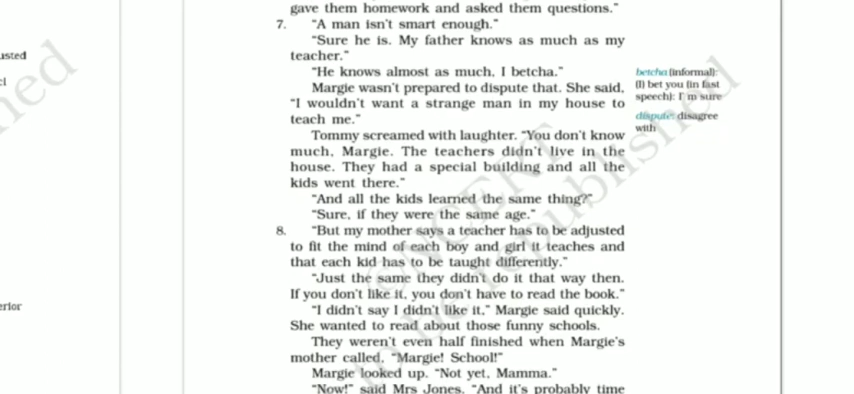 gave them homework and asked them questions."
7. "A man isn't smart enough."
"Sure he is. My father knows as much as my
teacher."
"He knows almost as much, I betcha."
Margie wasn't prepared to dispute that. She said,
"I wouldn't want a strange man in my house to
teach me."
Tommy screamed with laughter. "You don't know
much, Margie. The teachers didn't live in the
house. They had a special building and all the
kids went there."
"And all the kids learned the same thing?"
"Sure, if they were the same age."
8. "But my mother says a teacher has to be adjusted
to fit the mind of each boy and girl it teaches and
that each kid has to be taught differently."
"Just the same they didn't do it that way then.
If you don't like it, you don't have to read the book."
"I didn't say I didn't like it," Margie said quickly.
She wanted to read about those funny schools.
They weren't even half finished when Margie's
mother called, "Margie! School!"
Margie looked up. "Not yet, Mamma."
"Now!" said Mrs Jones. "And it's probably time
betcha (informal):
(I) bet you (in fast
speech): I' m sure
dispute: disagree
with
© NCERT
to be republished